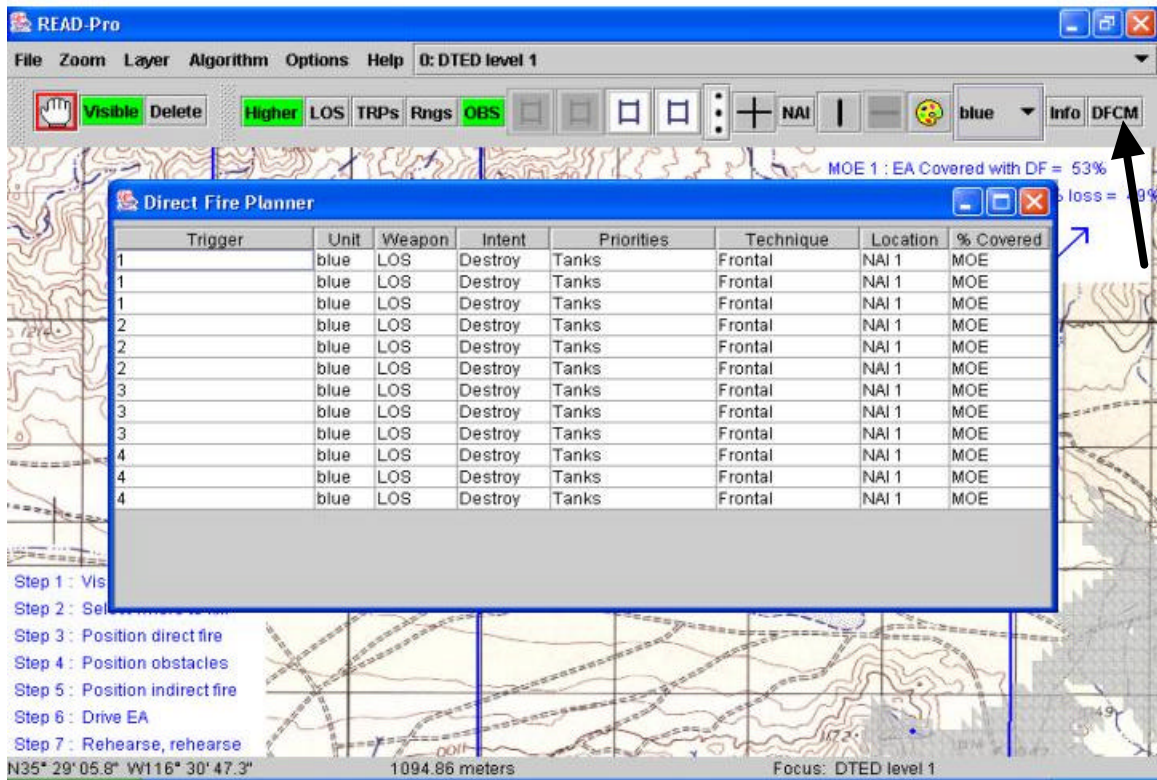 READ-Pro
File Zoom Layer Algorithm Options Help 0: DTED level 1
Visible Delete Higher LOS TRPs Rngs OBS NAI blue Info DFCM
MOE 1 : EA Covered with DF = 53%
loss =
Direct Fire Planner
Trigger Unit Weapon Intent Priorities Technique Location % Covered
1 blue LOS Destroy Tanks Frontal NAI 1 MOE
1 blue LOS Destroy Tanks Frontal NAI 1 MOE
1 blue LOS Destroy Tanks Frontal NAI 1 MOE
2 blue LOS Destroy Tanks Frontal NAI 1 MOE
2 blue LOS Destroy Tanks Frontal NAI 1 MOE
2 blue LOS Destroy Tanks Frontal NAI 1 MOE
3 blue LOS Destroy Tanks Frontal NAI 1 MOE
3 blue LOS Destroy Tanks Frontal NAI 1 MOE
3 blue LOS Destroy Tanks Frontal NAI 1 MOE
4 blue LOS Destroy Tanks Frontal NAI 1 MOE
4 blue LOS Destroy Tanks Frontal NAI 1 MOE
4 blue LOS Destroy Tanks Frontal NAI 1 MOE
Step 1 : Vis
Step 2 : Sel
Step 3 : Position direct fire
Step 4 : Position obstacles
Step 5 : Position indirect fire
Step 6 : Drive EA
Step 7 : Rehearse, rehearse
N35° 29' 05.8" W116° 30' 47.3" 1094.86 meters Focus: DTED level 1